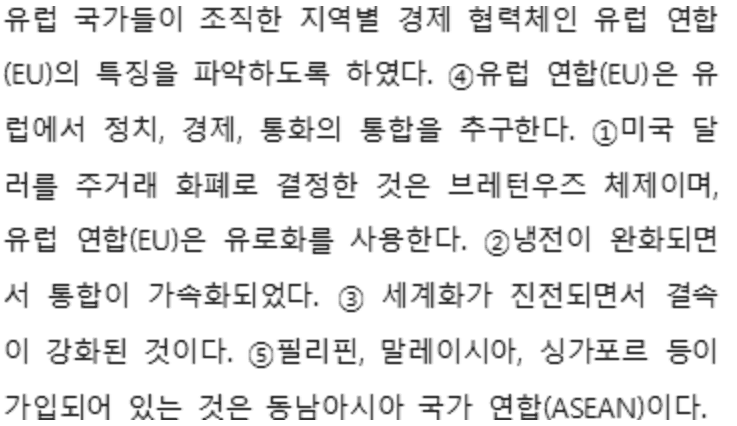 유럽 국가들이 조직한 지역별 경제 협력체인 유럽 연합
(EU)의 특징을 파악하도록 하였다. ④유럽 연합(EU)은 유
럽에서 정치, 경제, 통화의 통합을 추구한다. ①미국 달
러를 주거래 화폐로 결정한 것은 브레턴우즈 체제이며,
유럽 연합(EU)은 유로화를 사용한다. ②냉전이 완화되면
서 통합이 가속화되었다. ③ 세계화가 진전되면서 결속
이 강화된 것이다. ⑤필리핀, 말레이시아, 싱가포르 등이
가입되어 있는 것은 동남아시아 국가 연합(ASEAN)이다.